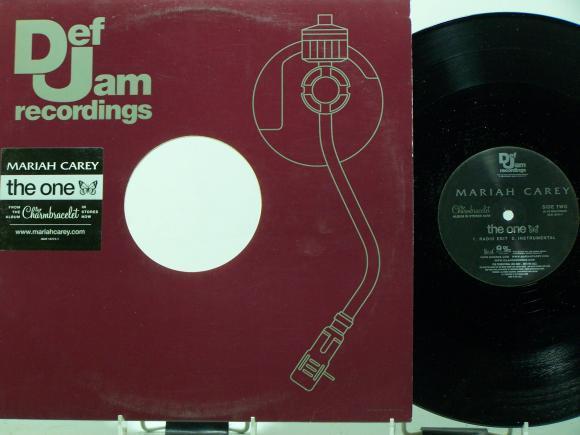 Def
Jam
recordings
MARIAH CAREY
the one
FROM THE ALBUM Charmbracelet IN STORES
www.mariahcarey.com
Def
Jam
recordings
MARIAH CAREY
Charmbracelet
SIDE TWO
the one
1. RADIO EDIT 2. INSTRUMENTAL